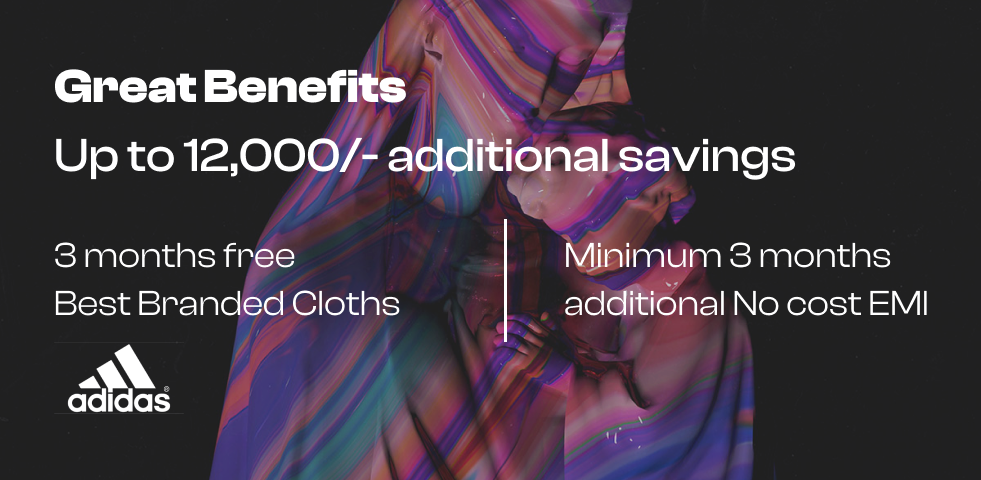 Great Benefits
Up to 12,000/- additional savings
3 months free
Best Branded Cloths
Minimum 3 months
additional No cost EMI
adidas®